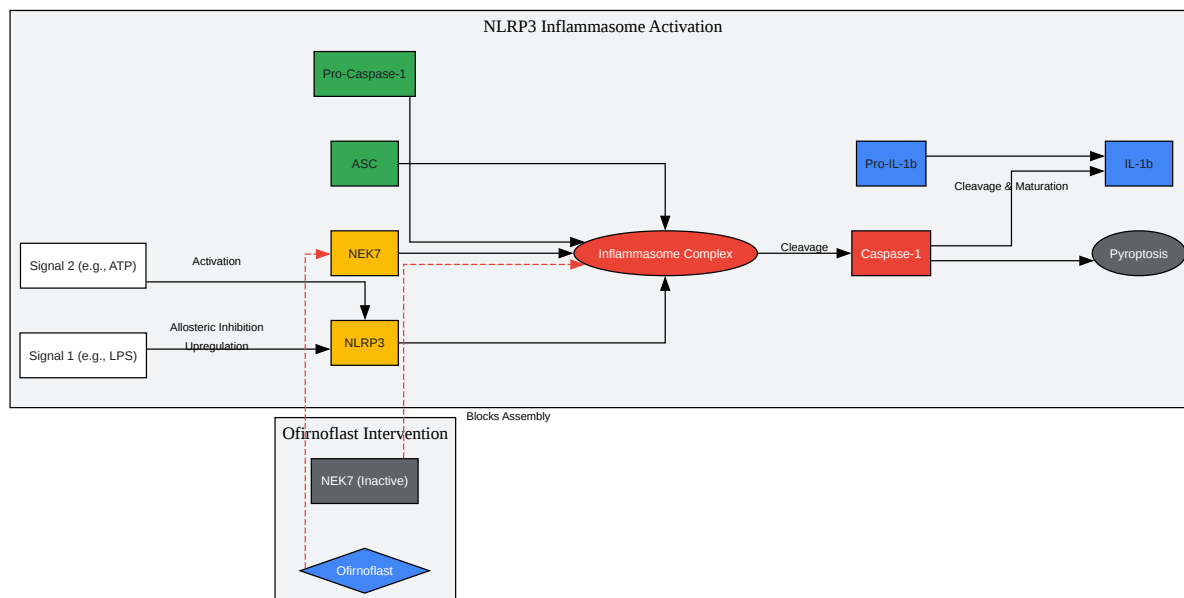 NLRP3 Inflammasome Activation
Pro-Caspase-1
ASC
Pro-IL-1b
IL-1b
Cleavage & Maturation
Signal 2 (e.g., ATP)
Activation
NEK7
Inflammasome Complex
Cleavage
Caspase-1
Pyroptosis
Signal 1 (e.g., LPS)
Allosteric Inhibition
Upregulation
NLRP3
Blocks Assembly
Ofirnoflast Intervention
NEK7 (Inactive)
Ofirnoflast